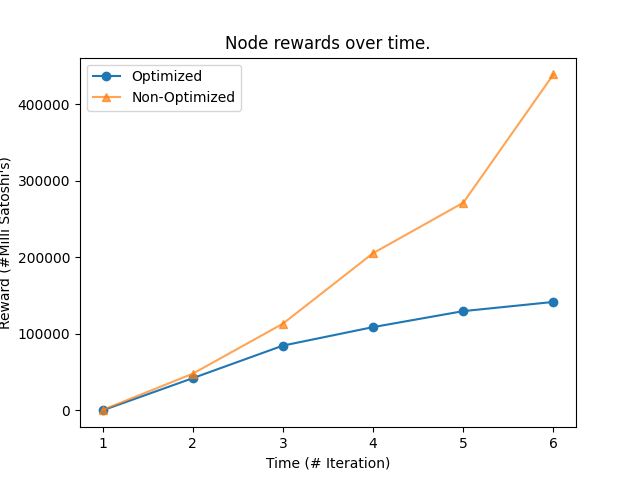 Node rewards over time.
Optimized
Non-Optimized
400000
300000
200000
100000
0
Reward (#Milli Satoshi's)
1 2 3 4 5 6
Time (# Iteration)